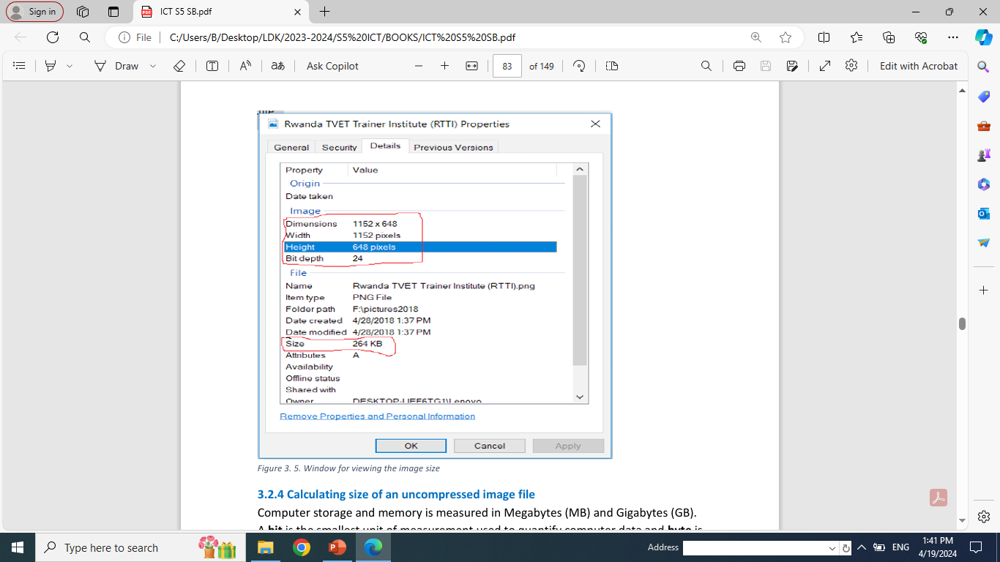 Sign in
ICT S5 SB.pdf
File
C:/Users/B/Desktop/LDK/2023-2024/S5%20ICT/BOOKS/ICT%20S5%20SB.pdf
Draw
Ask Copilot
83 of 149
Edit with Acrobat
Rwanda TVET Trainer Institute (RTTI) Properties
General Security Details Previous Versions
Property Value
Origin
Date taken
Image
Dimensions 1152 x 648
Width 1152 pixels
Height 648 pixels
Bit depth 24
File
Name Rwanda TVET Trainer Institute (RTTI).png
Item type PNG File
Folder path F:\pictures2018
Date created 4/28/2018 1:37 PM
Date modified 4/28/2018 1:37 PM
Size 264 KB
Attributes A
Availability
Offline status
Shared with
Owner
Remove Properties and Personal Information
OK Cancel Apply
Figure 3. 5. Window for viewing the image size
3.2.4 Calculating size of an uncompressed image file
Computer storage and memory is measured in Megabytes (MB) and Gigabytes (GB).
A bit is the smallest unit of measurement used to quantify computer data and byte is
Type here to search
Address
ENG
1:41 PM
4/19/2024